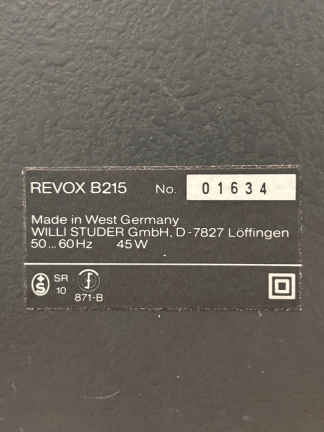 REVOX B215 No. 01634
Made in West Germany
WILLI STUDER GmbH, D-7827 Löffingen
50...60Hz 45W
S SR 10 871-B